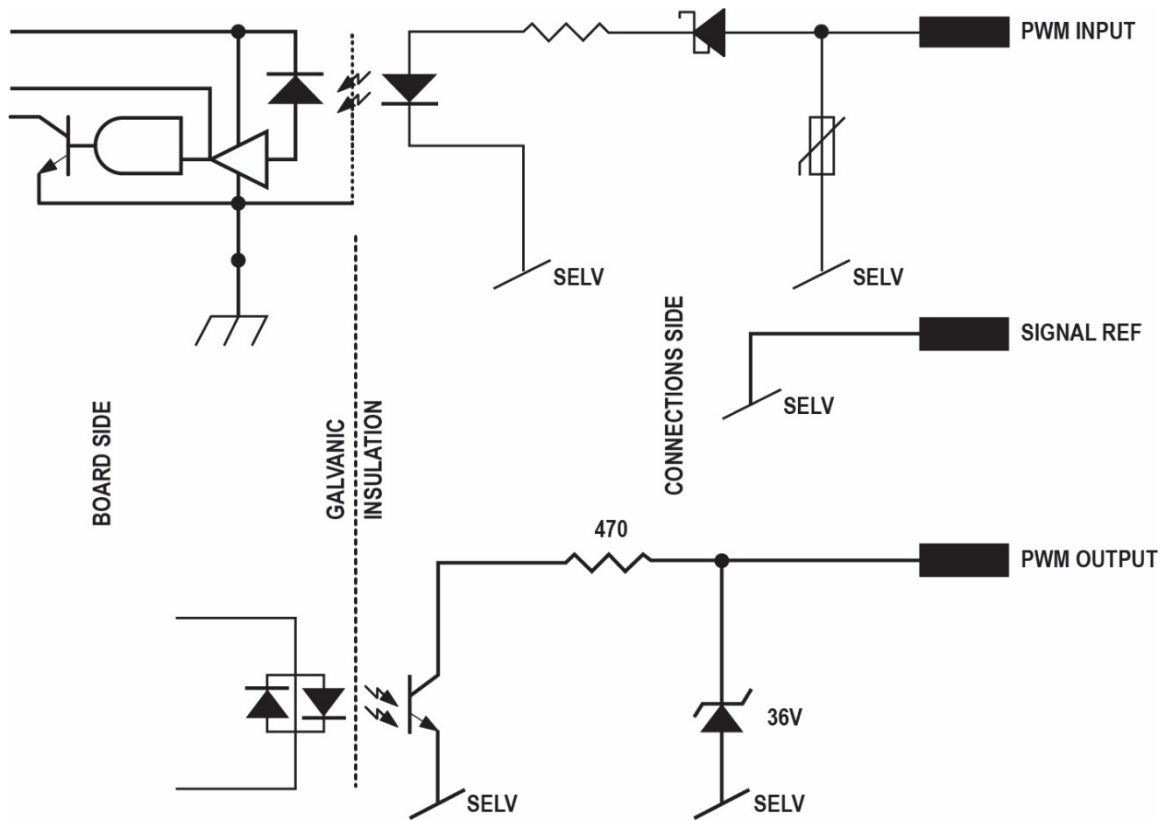 PWM INPUT
SELV
SELV
SIGNAL REF
SELV
BOARD SIDE
GALVANIC
INSULATION
CONNECTIONS SIDE
470
PWM OUTPUT
36V
SELV
SELV